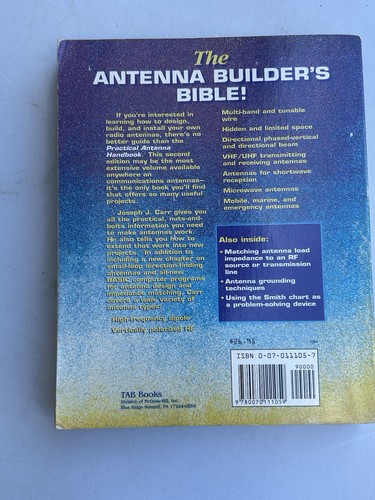 The
ANTENNA BUILDER'S
BIBLE!
If you're interested in
learning how to design,
build, and install your own
radio antennas, there's no
better guide than the
Practical Antenna
Handbook. This second
edition may be the most
extensive volume available
anywhere on
communications antennas—
it's the only book you'll find
that offers so many useful
projects.
Joseph J. Carr gives you
all the practical, nuts-and-
bolts information you need
to make antennas work.
He also tells you how to
extend that work into new
projects. In addition to
including a new chapter on
small-loop direction-finding
antennas and all-new
BASIC computer programs
for antenna design and
impedance matching, Carr
covers a wide variety of
antenna types:
High-frequency dipole
Vertically polarized HF
Multi-band and tunable
wire
Hidden and limited space
Directional phased-vertical
and directional beam
VHF/UHF transmitting
and receiving antennas
Antennas for shortwave
reception
Microwave antennas
Mobile, marine, and
emergency antennas
Also inside:
• Matching antenna load
impedance to an RF
source or transmission
line
• Antenna grounding
techniques
• Using the Smith chart as
a problem-solving device
TAB Books
Division of McGraw-Hill, Inc.
Blue Ridge Summit, PA 17294-0850
$26.95
ISBN 0-07-011105-7
90000
9 780070 111059